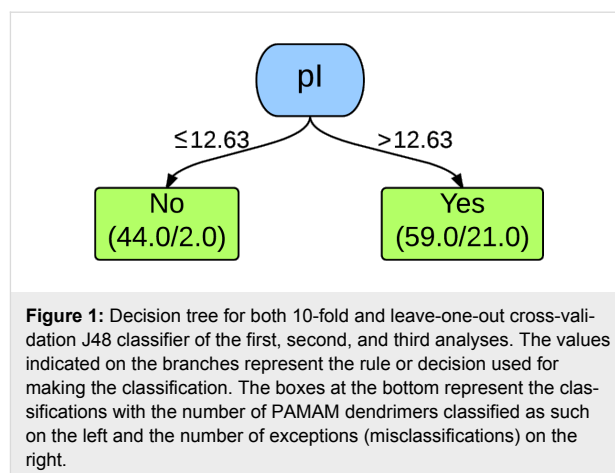 pI
≤12.63
>12.63
No
(44.0/2.0)
Yes
(59.0/21.0)
Figure 1: Decision tree for both 10-fold and leave-one-out cross-vali-
dation J48 classifier of the first, second, and third analyses. The values
indicated on the branches represent the rule or decision used for
making the classification. The boxes at the bottom represent the clas-
sifications with the number of PAMAM dendrimers classified as such
on the left and the number of exceptions (misclassifications) on the
right.